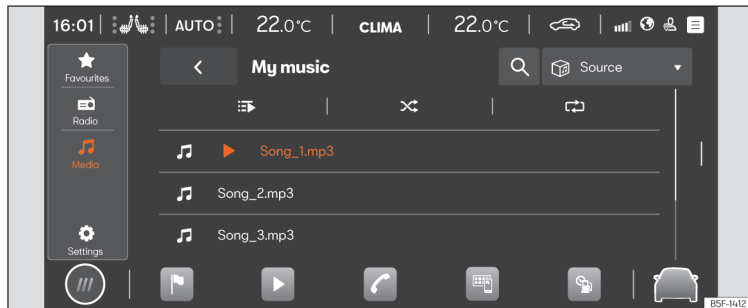 16:01 AUTO 22.0°C CLIMA 22.0°C
Favourites
My music
Source
Radio
Media
Song_1.mp3
Song_2.mp3
Song_3.mp3
Settings
B5F-1412